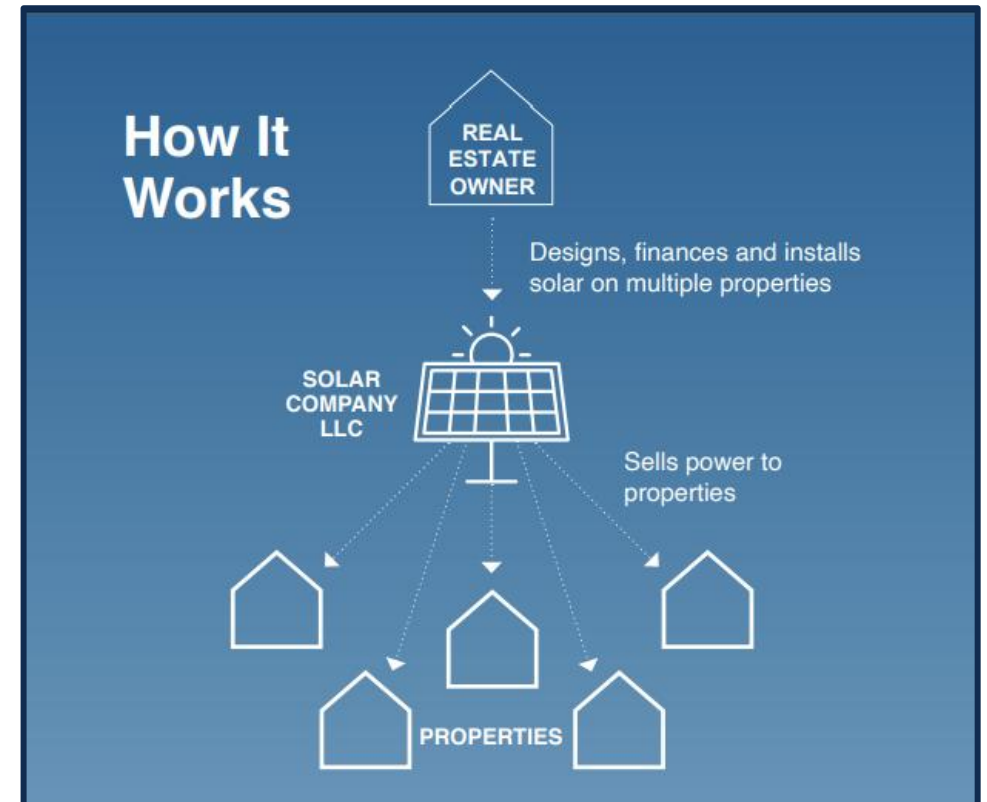 How It
Works
REAL
ESTATE
OWNER
Designs, finances and installs
solar on multiple properties
SOLAR
COMPANY
LLC
Sells power to
properties
PROPERTIES